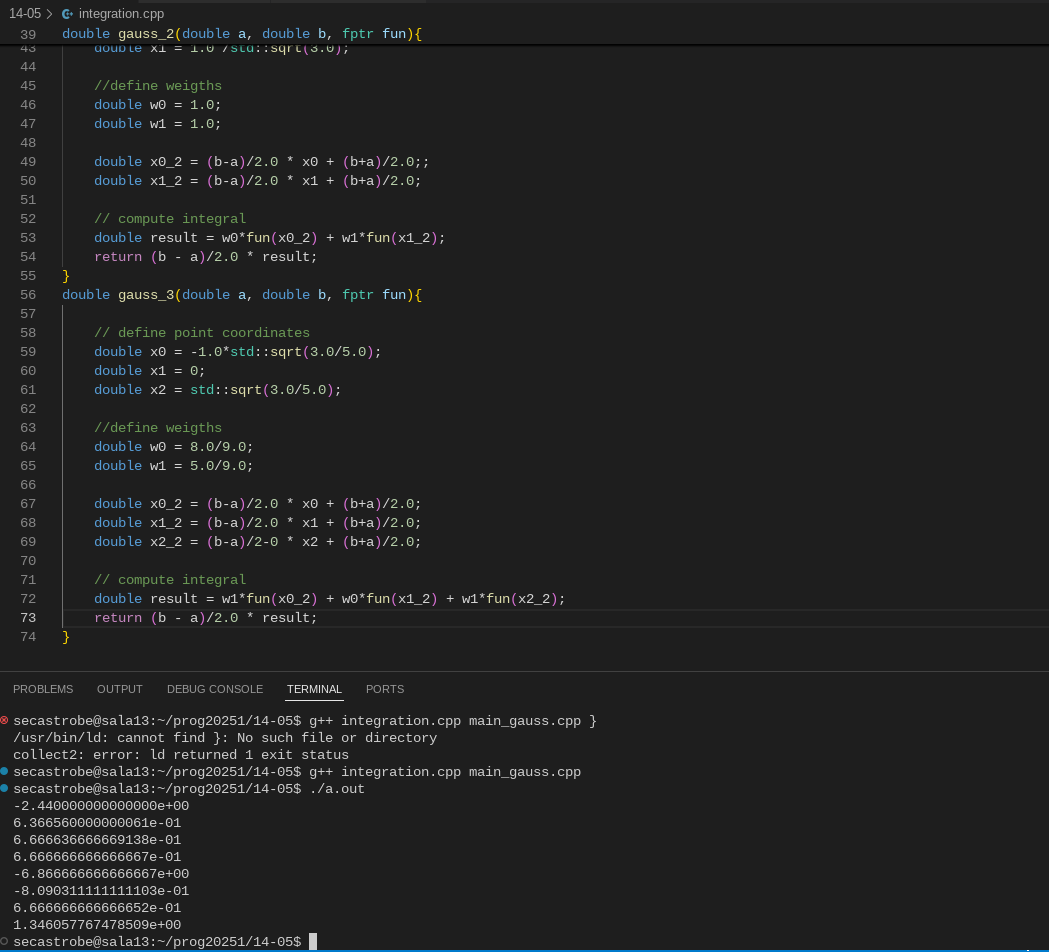 14-05 > integration.cpp
39 double gauss_2(double a, double b, fptr fun){
43 double x1 = 1.0 /std::sqrt(3.0);
44
45 //define weigths
46 double w0 = 1.0;
47 double w1 = 1.0;
48
49 double x0_2 = (b-a)/2.0 * x0 + (b+a)/2.0;;
50 double x1_2 = (b-a)/2.0 * x1 + (b+a)/2.0;
51
52 // compute integral
53 double result = w0*fun(x0_2) + w1*fun(x1_2);
54 return (b - a)/2.0 * result;
55 }
56 double gauss_3(double a, double b, fptr fun){
57
58 // define point coordinates
59 double x0 = -1.0*std::sqrt(3.0/5.0);
60 double x1 = 0;
61 double x2 = std::sqrt(3.0/5.0);
62
63 //define weigths
64 double w0 = 8.0/9.0;
65 double w1 = 5.0/9.0;
66
67 double x0_2 = (b-a)/2.0 * x0 + (b+a)/2.0;
68 double x1_2 = (b-a)/2.0 * x1 + (b+a)/2.0;
69 double x2_2 = (b-a)/2-0 * x2 + (b+a)/2.0;
70
71 // compute integral
72 double result = w1*fun(x0_2) + w0*fun(x1_2) + w1*fun(x2_2);
73 return (b - a)/2.0 * result;
74 }
PROBLEMS OUTPUT DEBUG CONSOLE TERMINAL PORTS
secastrobe@sala13:~/prog20251/14-05$ g++ integration.cpp main_gauss.cpp }
/usr/bin/ld: cannot find }: No such file or directory
collect2: error: ld returned 1 exit status
secastrobe@sala13:~/prog20251/14-05$ g++ integration.cpp main_gauss.cpp
secastrobe@sala13:~/prog20251/14-05$ ./a.out
-2.440000000000000e+00
6.366560000000061e-01
6.666636666669138e-01
6.666666666666667e-01
-6.866666666666667e+00
-8.090311111111103e-01
6.666666666666652e-01
1.346057767478509e+00
secastrobe@sala13:~/prog20251/14-05$